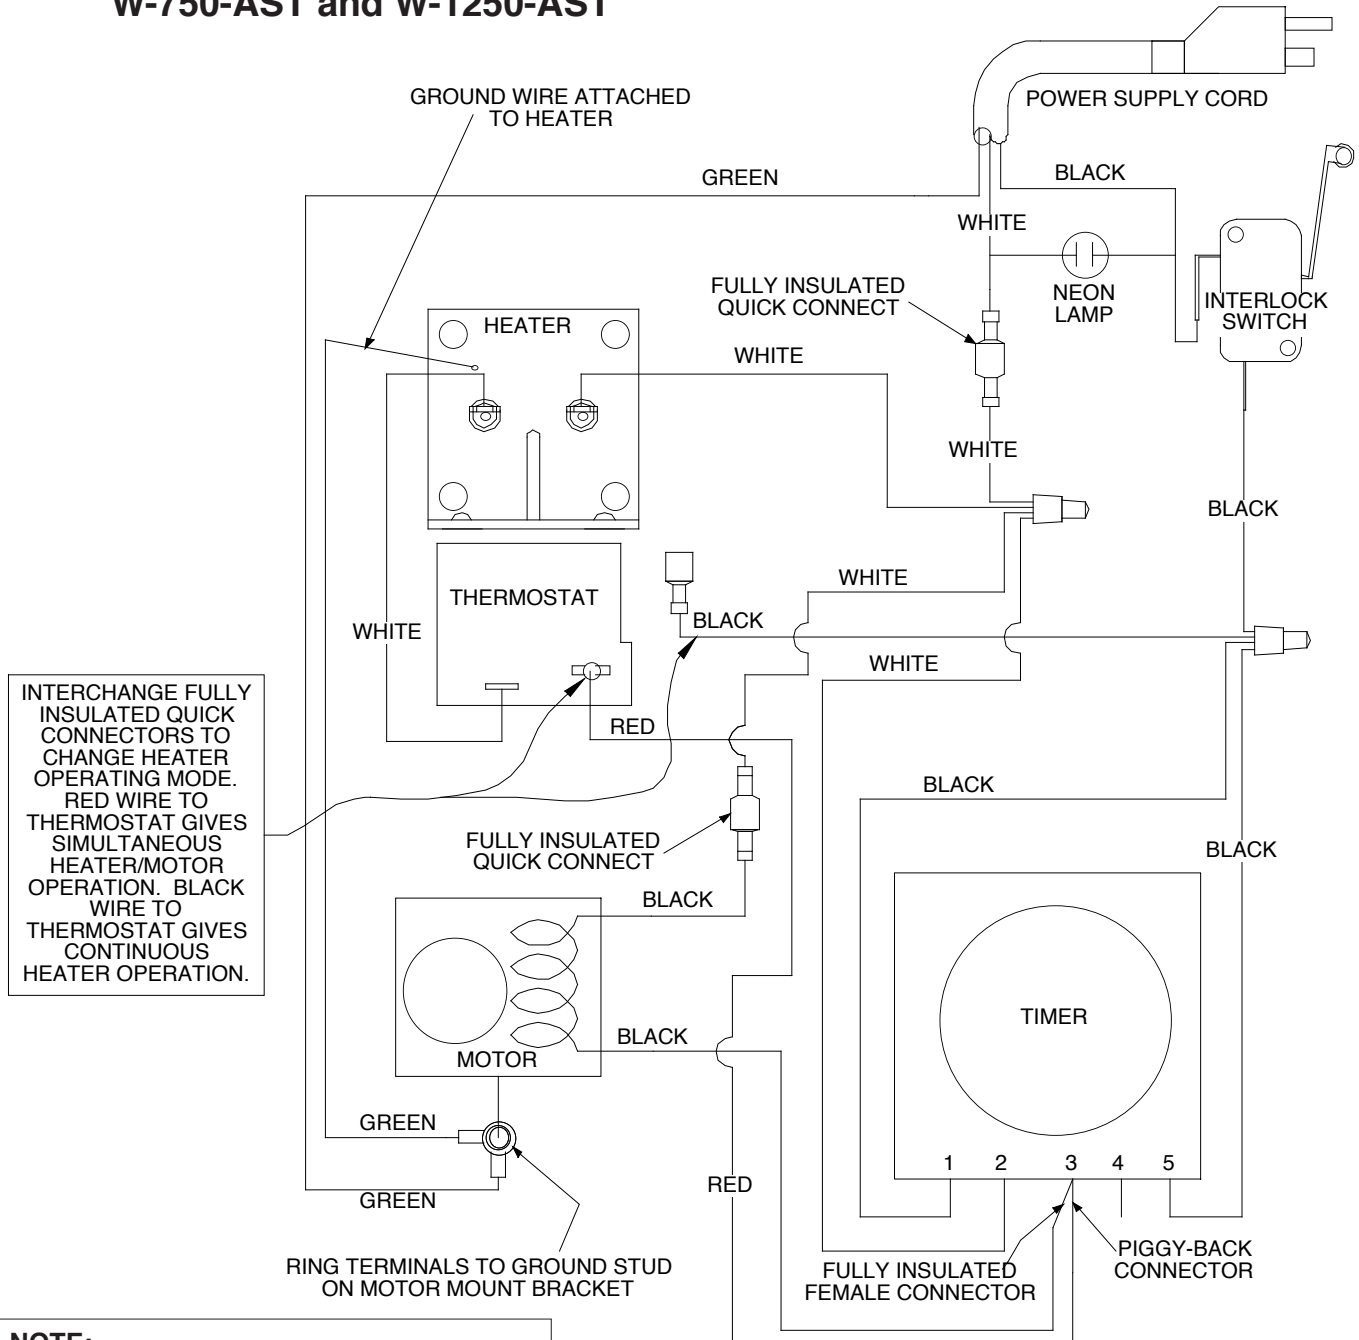 W-750-AST and W-1250-AST
GROUND WIRE ATTACHED
TO HEATER
POWER SUPPLY CORD
GREEN
BLACK
WHITE
FULLY INSULATED
QUICK CONNECT
NEON
LAMP
INTERLOCK
SWITCH
HEATER
WHITE
WHITE
BLACK
THERMOSTAT
WHITE
WHITE
BLACK
WHITE
RED
INTERCHANGE FULLY
INSULATED QUICK
CONNECTORS TO
CHANGE HEATER
OPERATING MODE.
RED WIRE TO
THERMOSTAT GIVES
SIMULTANEOUS
HEATER/MOTOR
OPERATION. BLACK
WIRE TO
THERMOSTAT GIVES
CONTINUOUS
HEATER OPERATION.
BLACK
FULLY INSULATED
QUICK CONNECT
BLACK
BLACK
TIMER
BLACK
MOTOR
GREEN
GREEN
RED
1 2 3 4 5
RING TERMINALS TO GROUND STUD
ON MOTOR MOUNT BRACKET
FULLY INSULATED
FEMALE CONNECTOR
PIGGY-BACK
CONNECTOR
NOTE: